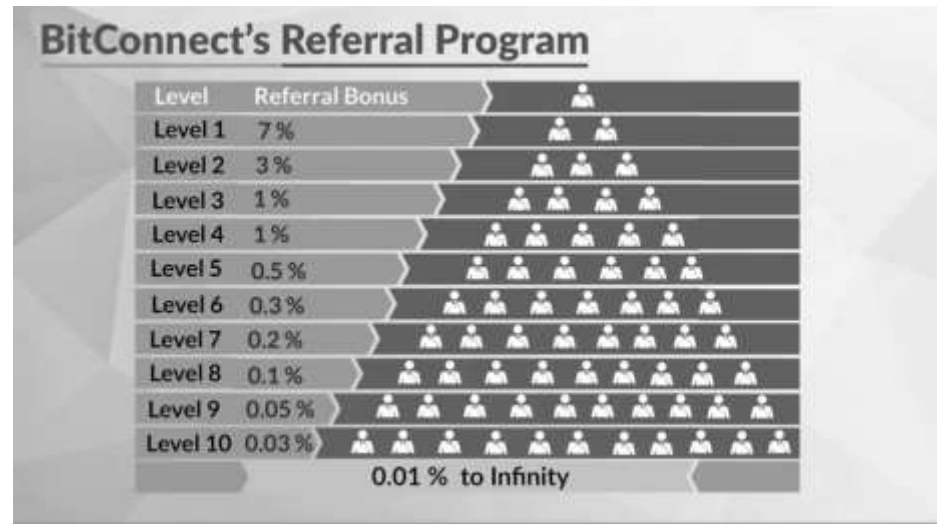 BitConnect's Referral Program
Level Referral Bonus
Level 1 7 %
Level 2 3 %
Level 3 1 %
Level 4 1 %
Level 5 0.5 %
Level 6 0.3 %
Level 7 0.2 %
Level 8 0.1 %
Level 9 0.05 %
Level 10 0.03 %
0.01 % to Infinity